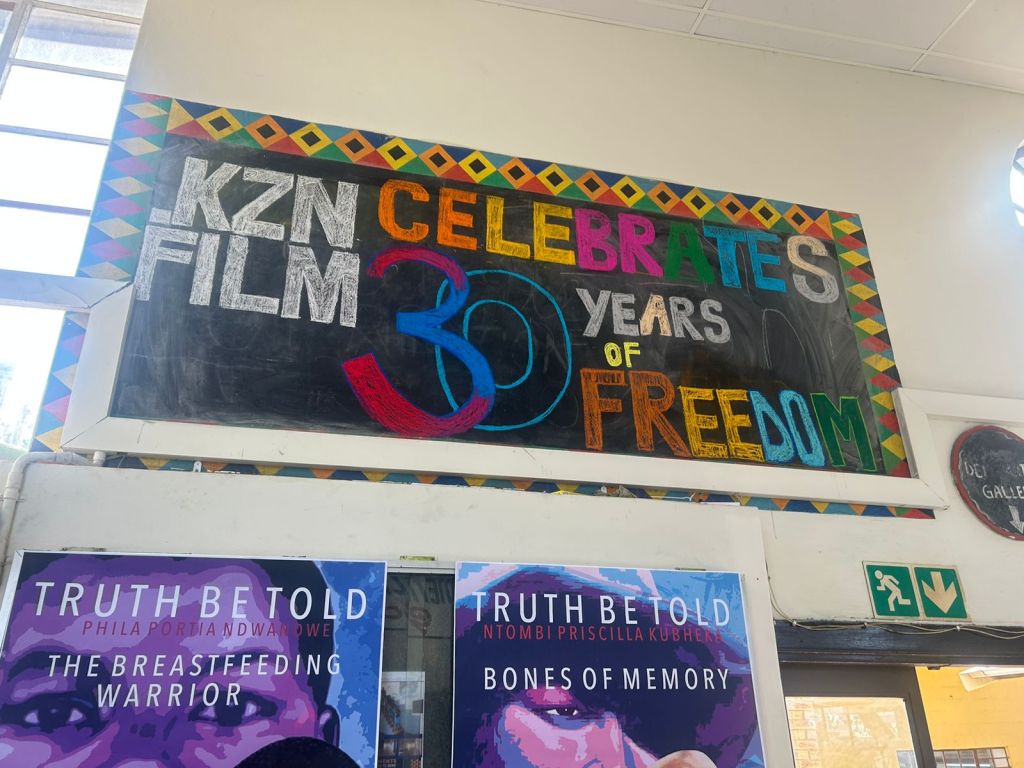 KZN
FILM
CELEBRATES
30
YEARS
OF
FREEDOM
GALLE
TRUTH BE TOLD
PHILA PORTIA NDWANDWE
THE BREASTFEEDING
WARRIOR
TRUTH BE TOLD
NTOMBI PRISCILLA KUBHEKA
BONES OF MEMORY